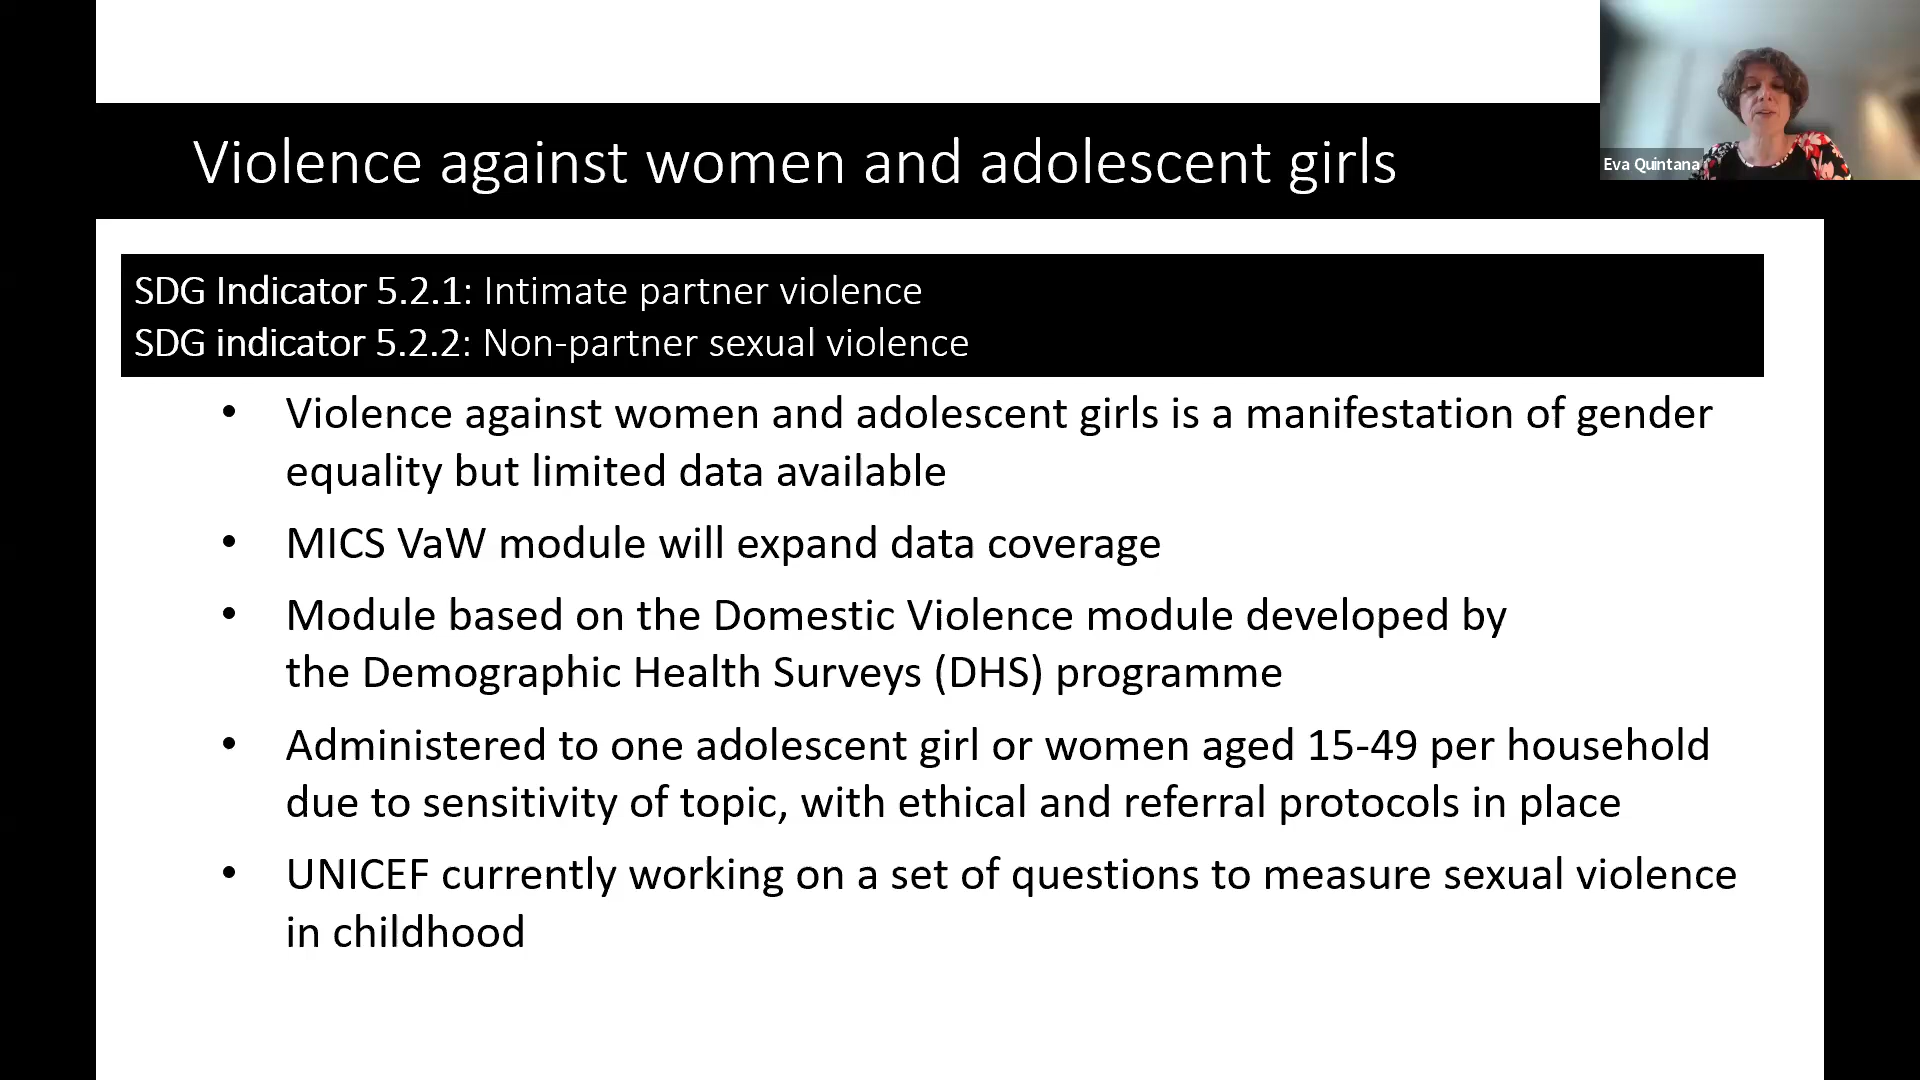 Violence against women and adolescent girls
Eva Quintana
SDG Indicator 5.2.1: Intimate partner violence
SDG indicator 5.2.2: Non-partner sexual violence
• Violence against women and adolescent girls is a manifestation of gender
equality but limited data available
• MICS VaW module will expand data coverage
• Module based on the Domestic Violence module developed by
the Demographic Health Surveys (DHS) programme
• Administered to one adolescent girl or women aged 15-49 per household
due to sensitivity of topic, with ethical and referral protocols in place
• UNICEF currently working on a set of questions to measure sexual violence
in childhood